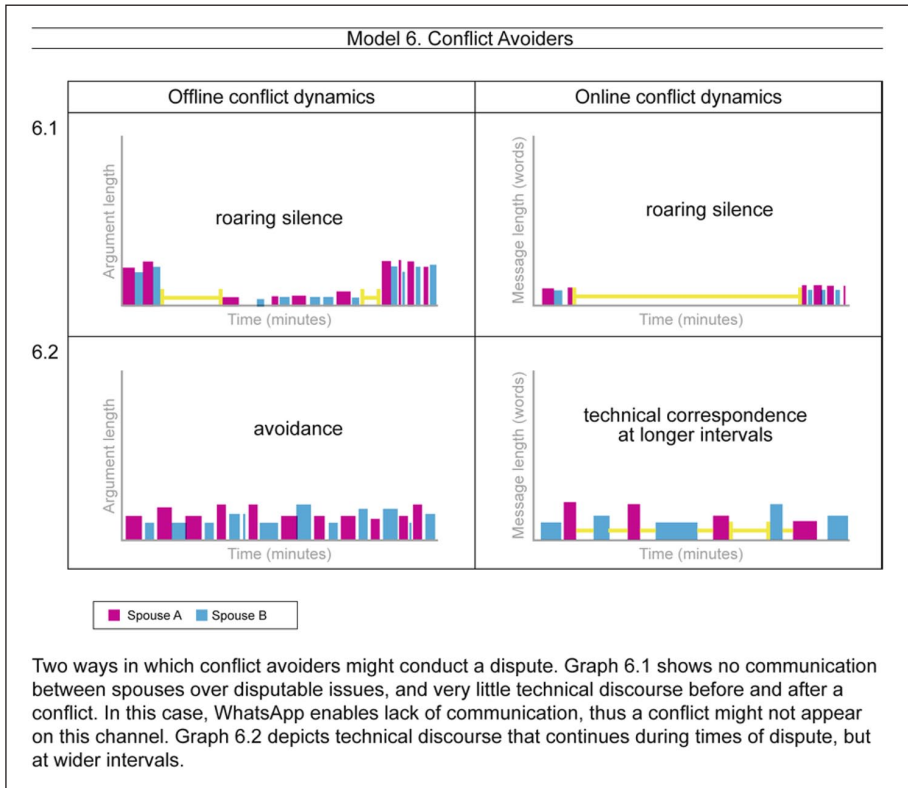 Model 6. Conflict Avoiders
Offline conflict dynamics
Online conflict dynamics
6.1
Argument length
roaring silence
Time (minutes)
Message length (words)
roaring silence
Time (minutes)
6.2
Argument length
avoidance
Time (minutes)
Message length (words)
technical correspondence
at longer intervals
Time (minutes)
Spouse A
Spouse B
Two ways in which conflict avoiders might conduct a dispute. Graph 6.1 shows no communication
between spouses over disputable issues, and very little technical discourse before and after a
conflict. In this case, WhatsApp enables lack of communication, thus a conflict might not appear
on this channel. Graph 6.2 depicts technical discourse that continues during times of dispute, but
at wider intervals.